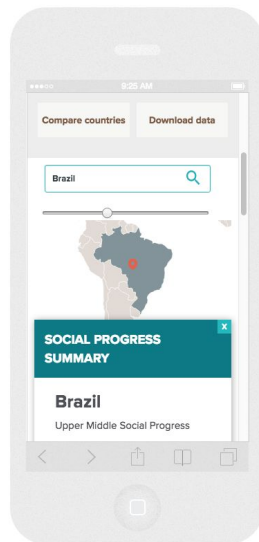 9:25 AM
Compare countries
Download data
Brazil
X
SOCIAL PROGRESS
SUMMARY
Brazil
Upper Middle Social Progress